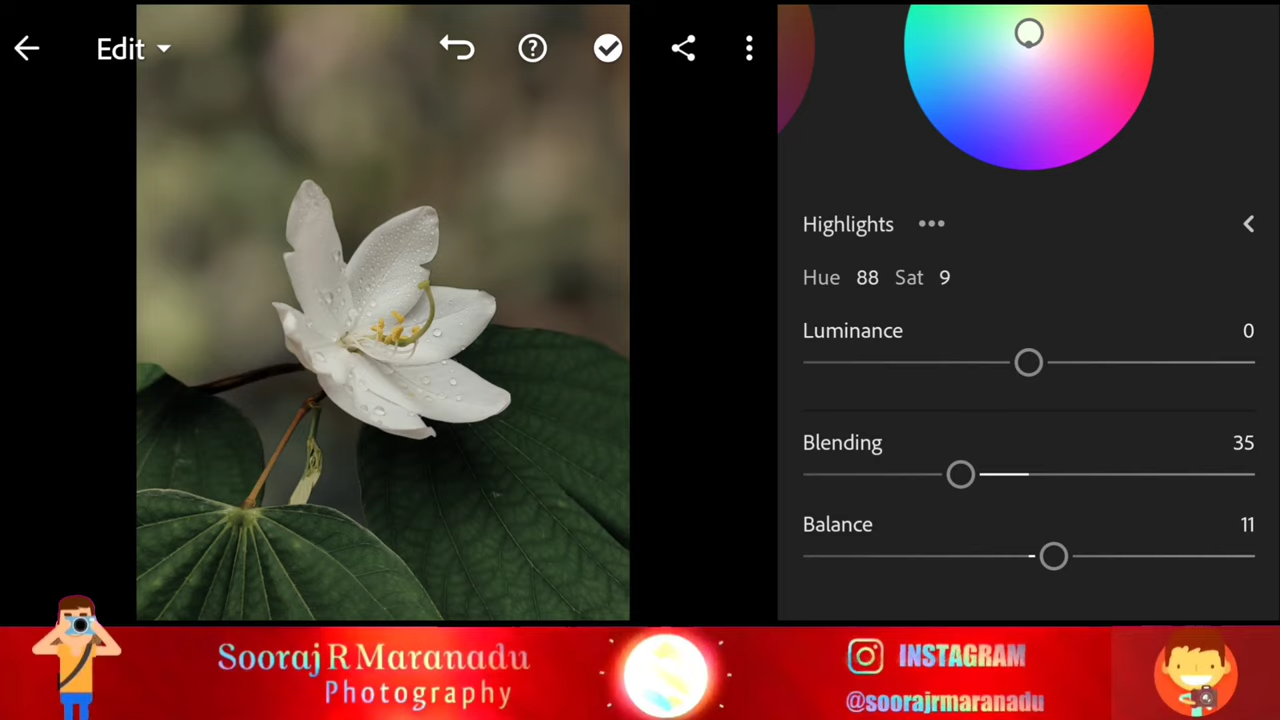 Edit
Highlights
Hue 88 Sat 9
Luminance 0
Blending 35
Balance 11
Sooraj R Maranadu
Photography
INSTAGRAM
@soorajrmaranadu